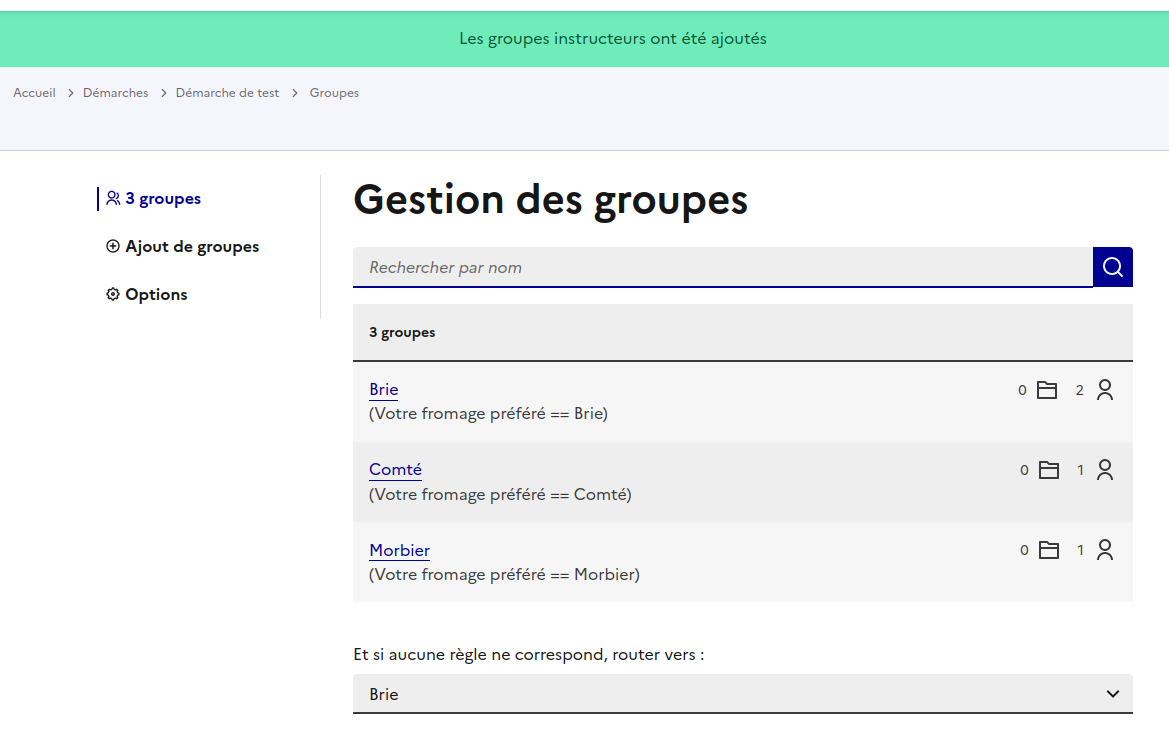 Les groupes instructeurs ont été ajoutés
Accueil > Démarches > Démarche de test > Groupes
3 groupes
Ajout de groupes
Options
Gestion des groupes
Rechercher par nom
3 groupes
Brie 0 2
(Votre fromage préféré == Brie)
Comté 0 1
(Votre fromage préféré == Comté)
Morbier 0 1
(Votre fromage préféré == Morbier)
Et si aucune règle ne correspond, router vers :
Brie